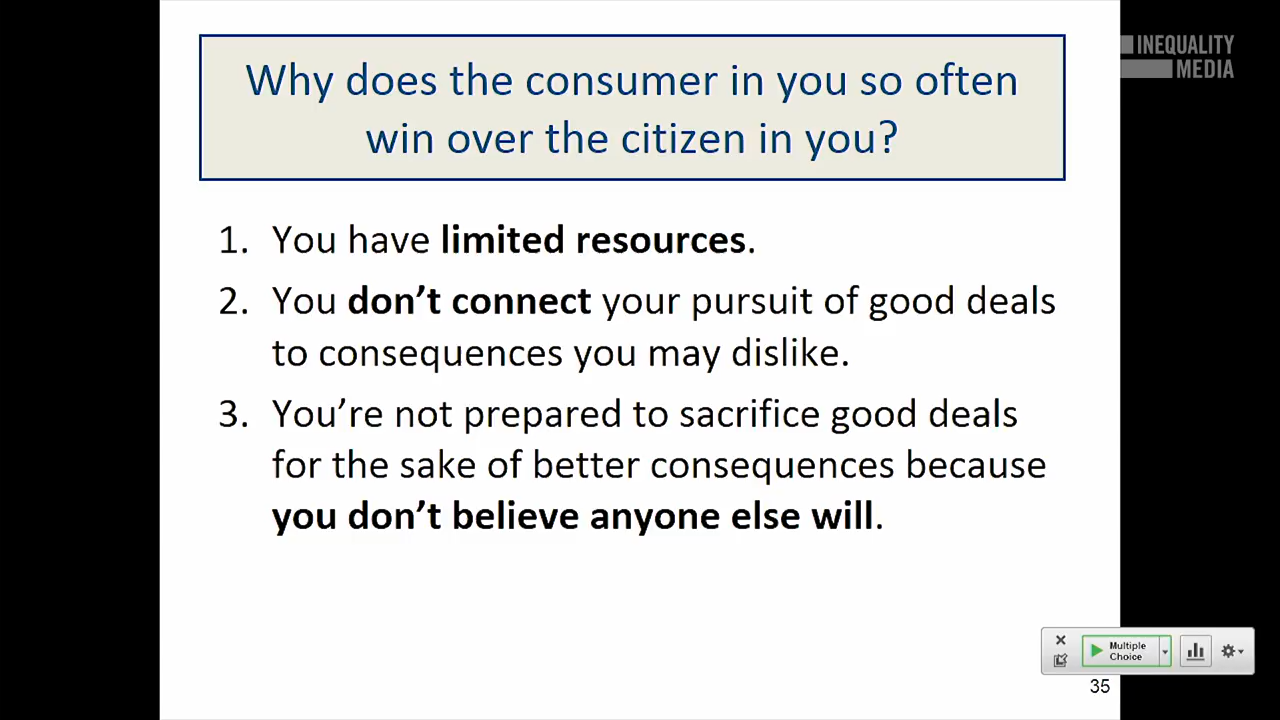 INEQUALITY
MEDIA
Why does the consumer in you so often
win over the citizen in you?
1. You have limited resources.
2. You don’t connect your pursuit of good deals
to consequences you may dislike.
3. You’re not prepared to sacrifice good deals
for the sake of better consequences because
you don’t believe anyone else will.
Multiple
Choice
35